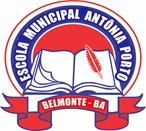 ESCOLA MUNICIPAL ANTÔNIA PORTO
BELMONTE - BA